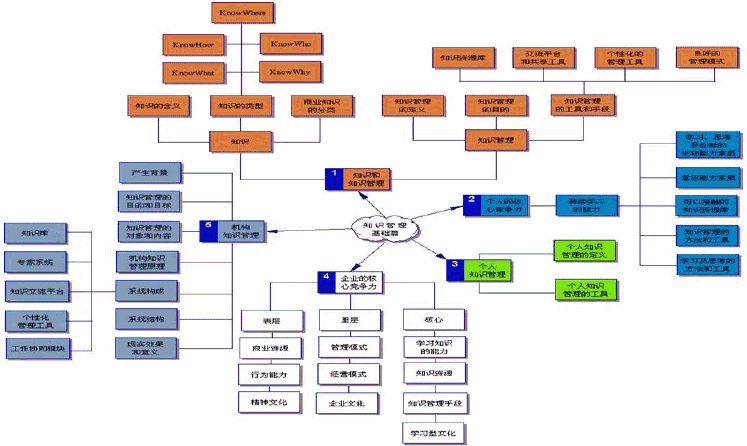 KnowWhere
KnowHow
KnowWho
KnowWhat
KnowWhy
知识的含义
知识的类型
商业知识
的分类
知识
知识资源库
交流平台
和共享工具
个性化的
管理工具
良好的
管理模式
知识管理
的定义
知识管理
的目的
知识管理
的工具和手段
知识管理
1
知识和
知识管理
2
个人的核
心竞争力
持续学习
的能力
学习、思考
及创新的
主动能力素质
意志能力素质
可以接触的
知识资源库
知识管理的
方法和工具
学习及思考的
方法和工具
知识管理
基础篇
3
个人
知识管理
个人知识
管理的定义
个人知识
管理的工具
4
企业的核
心竞争力
表层
商业资源
行为能力
精神文化
里层
管理模式
经营模式
企业文化
核心
学习知识
的能力
知识资源
知识管理手段
学习型文化
5
机构
知识管理
产生背景
知识管理的
目的和目标
知识管理的
对象和内容
机构知识
管理原理
系统构成
系统结构
现实效果
和意义
知识库
专家系统
知识交流平台
个性化
管理工具
工作协同模块